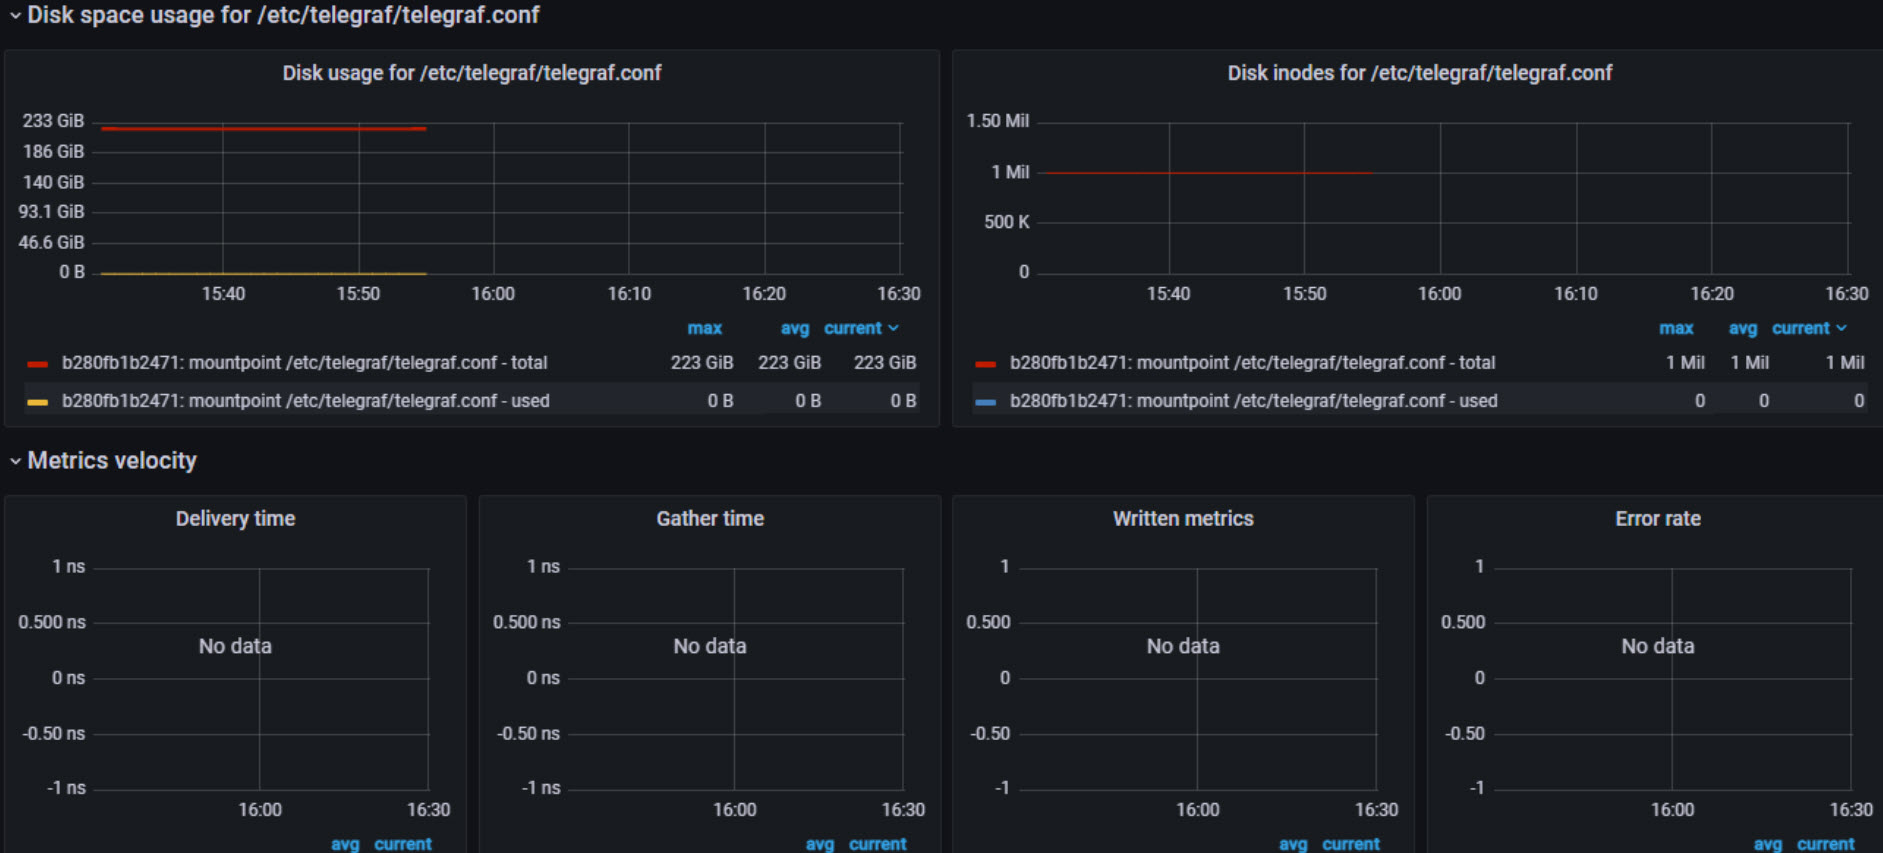 Disk space usage for /etc/telegraf/telegraf.conf
Disk usage for /etc/telegraf/telegraf.conf
233 GiB
186 GiB
140 GiB
93.1 GiB
46.6 GiB
0 B
15:40 15:50 16:00 16:10 16:20 16:30
max avg current
b280fb1b2471: mountpoint /etc/telegraf/telegraf.conf - total 223 GiB 223 GiB 223 GiB
b280fb1b2471: mountpoint /etc/telegraf/telegraf.conf - used 0 B 0 B 0 B
Disk inodes for /etc/telegraf/telegraf.conf
1.50 Mil
1 Mil
500 K
0
15:40 15:50 16:00 16:10 16:20 16:30
max avg current
b280fb1b2471: mountpoint /etc/telegraf/telegraf.conf - total 1 Mil 1 Mil 1 Mil
b280fb1b2471: mountpoint /etc/telegraf/telegraf.conf - used 0 0 0
Metrics velocity
Delivery time
1 ns
0.500 ns
No data
0 ns
-0.50 ns
-1 ns
16:00 16:30
avg current
Gather time
1 ns
0.500 ns
No data
0 ns
-0.50 ns
-1 ns
16:00 16:30
avg current
Written metrics
1
0.500
No data
0
-0.50
-1
16:00 16:30
avg current
Error rate
1
0.500
No data
0
-0.50
-1
16:00 16:30
avg current